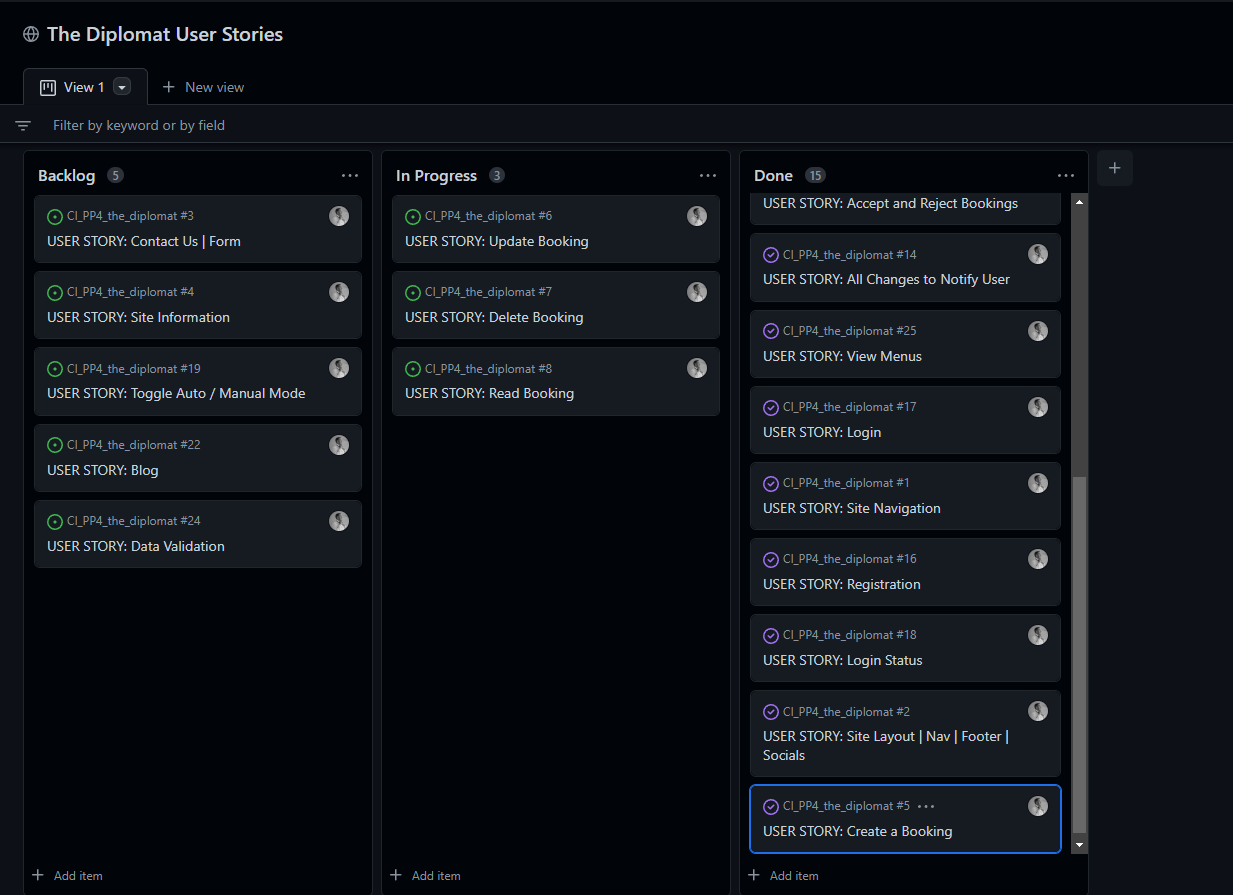 The Diplomat User Stories
View 1
New view
Filter by keyword or by field
Backlog 5
CI_PP4_the_diplomat #3
USER STORY: Contact Us | Form
CI_PP4_the_diplomat #4
USER STORY: Site Information
CI_PP4_the_diplomat #19
USER STORY: Toggle Auto / Manual Mode
CI_PP4_the_diplomat #22
USER STORY: Blog
CI_PP4_the_diplomat #24
USER STORY: Data Validation
Add item
In Progress 3
CI_PP4_the_diplomat #6
USER STORY: Update Booking
CI_PP4_the_diplomat #7
USER STORY: Delete Booking
CI_PP4_the_diplomat #8
USER STORY: Read Booking
Add item
Done 15
USER STORY: Accept and Reject Bookings
CI_PP4_the_diplomat #14
USER STORY: All Changes to Notify User
CI_PP4_the_diplomat #25
USER STORY: View Menus
CI_PP4_the_diplomat #17
USER STORY: Login
CI_PP4_the_diplomat #1
USER STORY: Site Navigation
CI_PP4_the_diplomat #16
USER STORY: Registration
CI_PP4_the_diplomat #18
USER STORY: Login Status
CI_PP4_the_diplomat #2
USER STORY: Site Layout | Nav | Footer |
Socials
CI_PP4_the_diplomat #5
USER STORY: Create a Booking
Add item